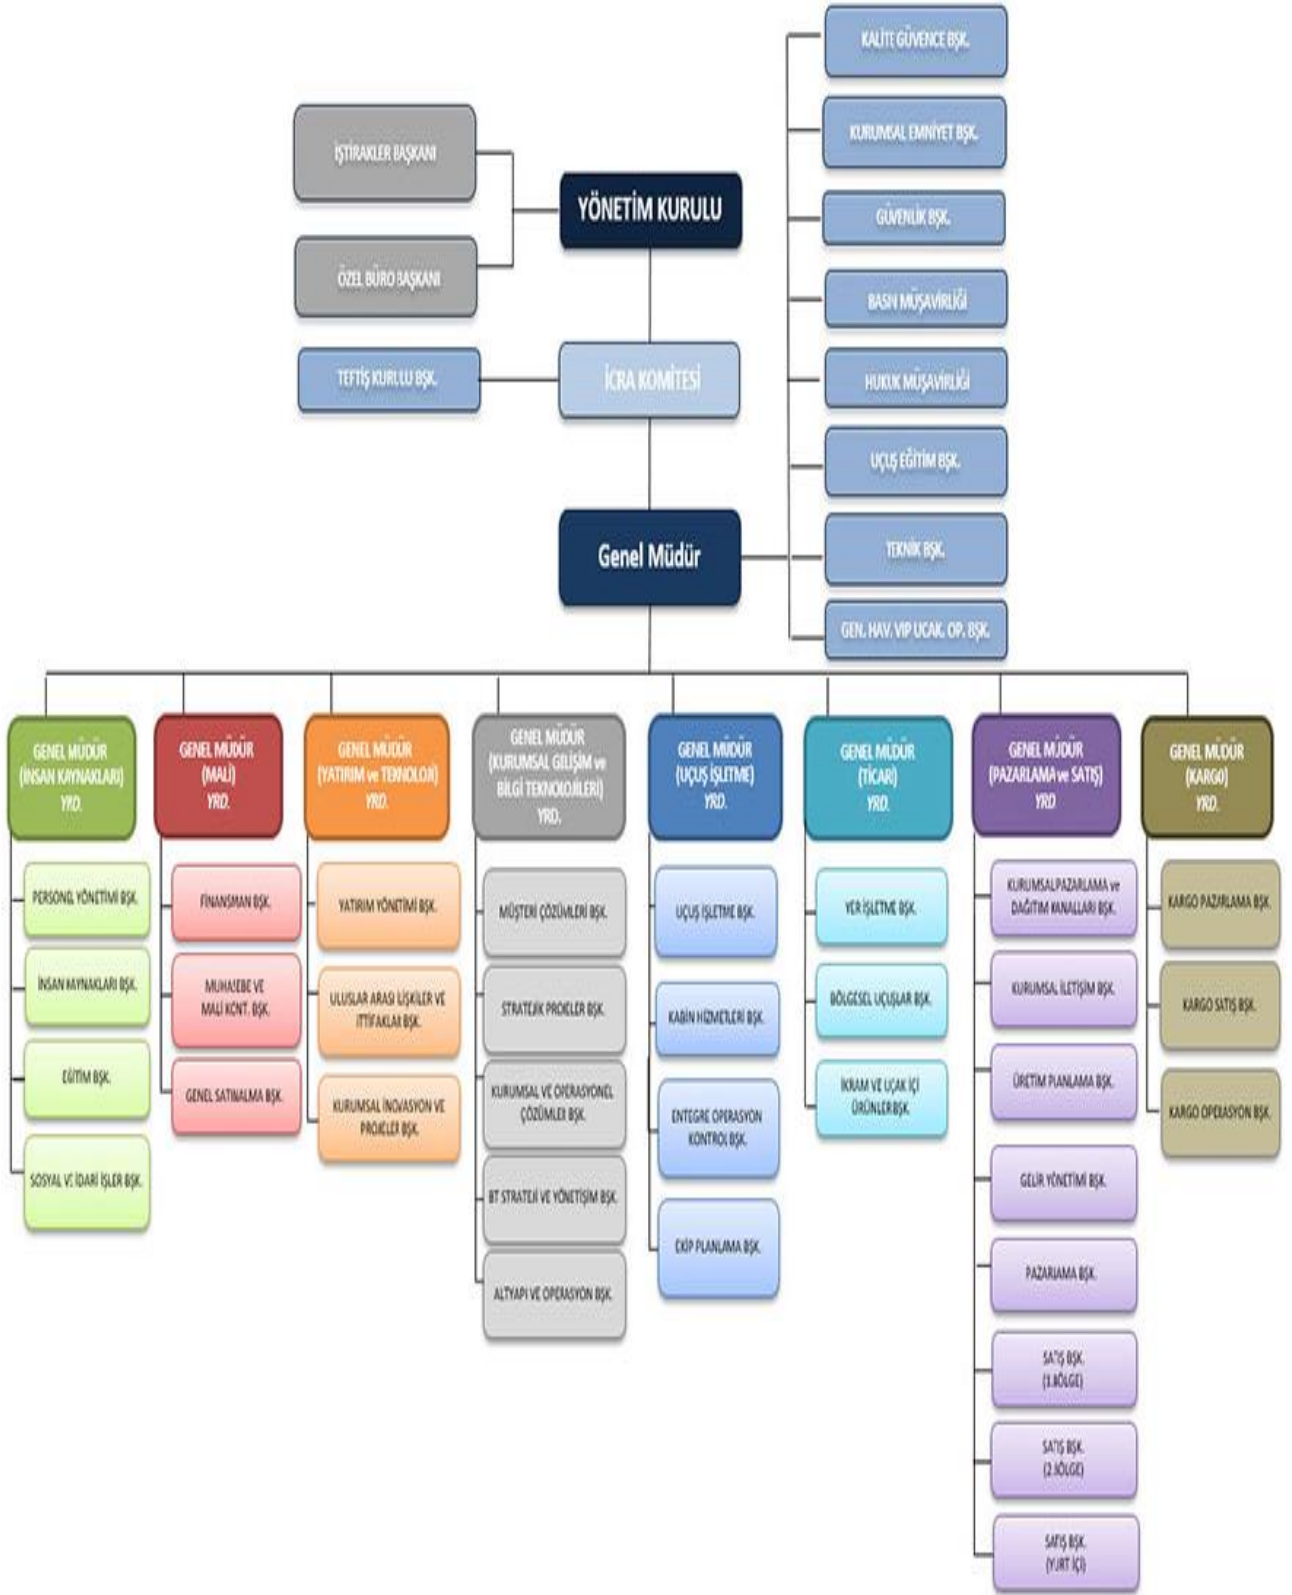 KALİTE GÜVENCE BŞK.
İŞTİRAKLER BAŞKANI
KURUMSAL EMNİYET BŞK.
YÖNETİM KURULU
GÜVENLİK BŞK.
ÖZEL BÜRO BAŞKANI
BASIN MÜŞAVİRLİĞİ
TEFTİŞ KURULU BŞK.
İCRA KOMİTESİ
HUKUK MÜŞAVİRLİĞİ
UÇUŞ EĞİTİM BŞK.
Genel Müdür
TEKNİK BŞK.
GEN. HAV. VIP UCAK. OP. BŞK.
GENEL MÜDÜR
(İNSAN KAYNAKLARI)
YRD.
PERSONEL YÖNETİMİ BŞK.
İNSAN KAYNAKLARI BŞK.
EĞİTİM BŞK.
SOSYAL VE İDARİ İŞLER BŞK.
GENEL MÜDÜR
(MALİ)
YRD.
FİNANSMAN BŞK.
MUHASEBE VE
MALİ KONT. BŞK.
GENEL SATINALMA BŞK.
GENEL MÜDÜR
(YATIRIM ve TEKNOLOJİ)
YRD.
YATIRIM YÖNETİMİ BŞK.
ULUSLAR ARASI İLİŞKİLER VE
İTTİFAKLAR BŞK.
KURUMSAL İNOVASYON VE
PROJELER BŞK.
GENEL MÜDÜR
(KURUMSAL GELİŞİM ve
BİLGİ TEKNOLOJİLERİ)
YRD.
MÜŞTERİ ÇÖZÜMLERİ BŞK.
STRATEJİK PROJELER BŞK.
KURUMSAL VE OPERASYONEL
ÇÖZÜMLER BŞK.
BT STRATEJİ VE YÖNETİŞİM BŞK.
ALTYAPI VE OPERASYON BŞK.
GENEL MÜDÜR
(UÇUŞ İŞLETME)
YRD.
UÇUŞ İŞLETME BŞK.
KABİN HİZMETLERİ BŞK.
ENTEGRE OPERASYON
KONTROL BŞK.
EKİP PLANLAMA BŞK.
GENEL MÜDÜR
(TİCARİ)
YRD.
YER İŞLETME BŞK.
BÖLGESEL UÇUŞLAR BŞK.
İKRAM VE UÇAK İÇİ
ÜRÜNLER BŞK.
GENEL MÜDÜR
(PAZARLAMA ve SATIŞ)
YRD
KURUMSAL PAZARLAMA ve
DAĞITIM KANALLARI BŞK.
KURUMSAL İLETİŞİM BŞK.
ÜRETİM PLANLAMA BŞK.
GELİR YÖNETİMİ BŞK.
PAZARLAMA BŞK.
SATIŞ BŞK.
(1.BÖLGE)
SATIŞ BŞK.
(2.BÖLGE)
SATIŞ BŞK.
(YURT İÇİ)
GENEL MÜDÜR
(KARGO)
YRD.
KARGO PAZARLAMA BŞK.
KARGO SATIŞ BŞK.
KARGO OPERASYON BŞK.